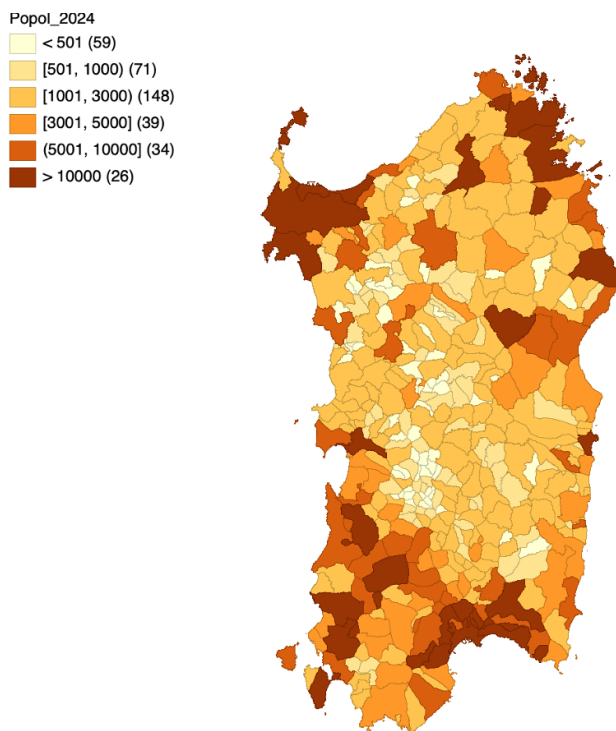 Popol_2024
< 501 (59)
[501, 1000) (71)
[1001, 3000) (148)
[3001, 5000] (39)
(5001, 10000] (34)
> 10000 (26)